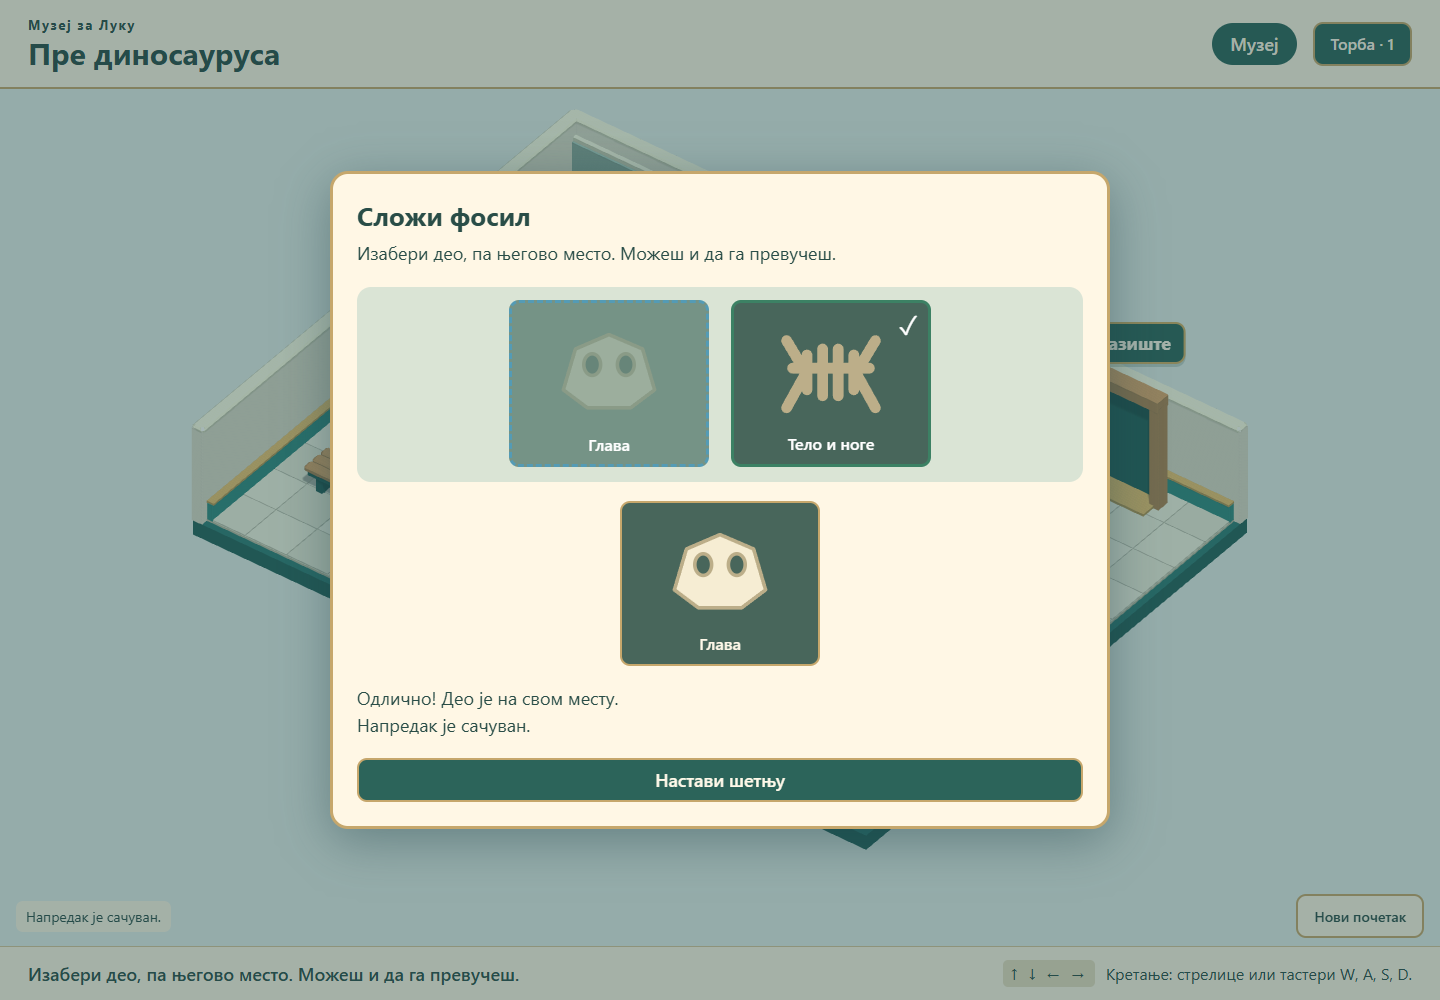 Музеј за Луку
Пре диносауруса
Музеј
Торба · 1
Сложи фосил
Изабери део, па његово место. Можеш и да га превучеш.
Глава
Тело и ноге
Глава
Одлично! Део је на свом месту.
Напредак је сачуван.
Настави шетњу
Напредак је сачуван.
Нови почетак
Изабери део, па његово место. Можеш и да га превучеш.
↑ ↓ ← → Кретање: стрелице или тастери W, A, S, D.